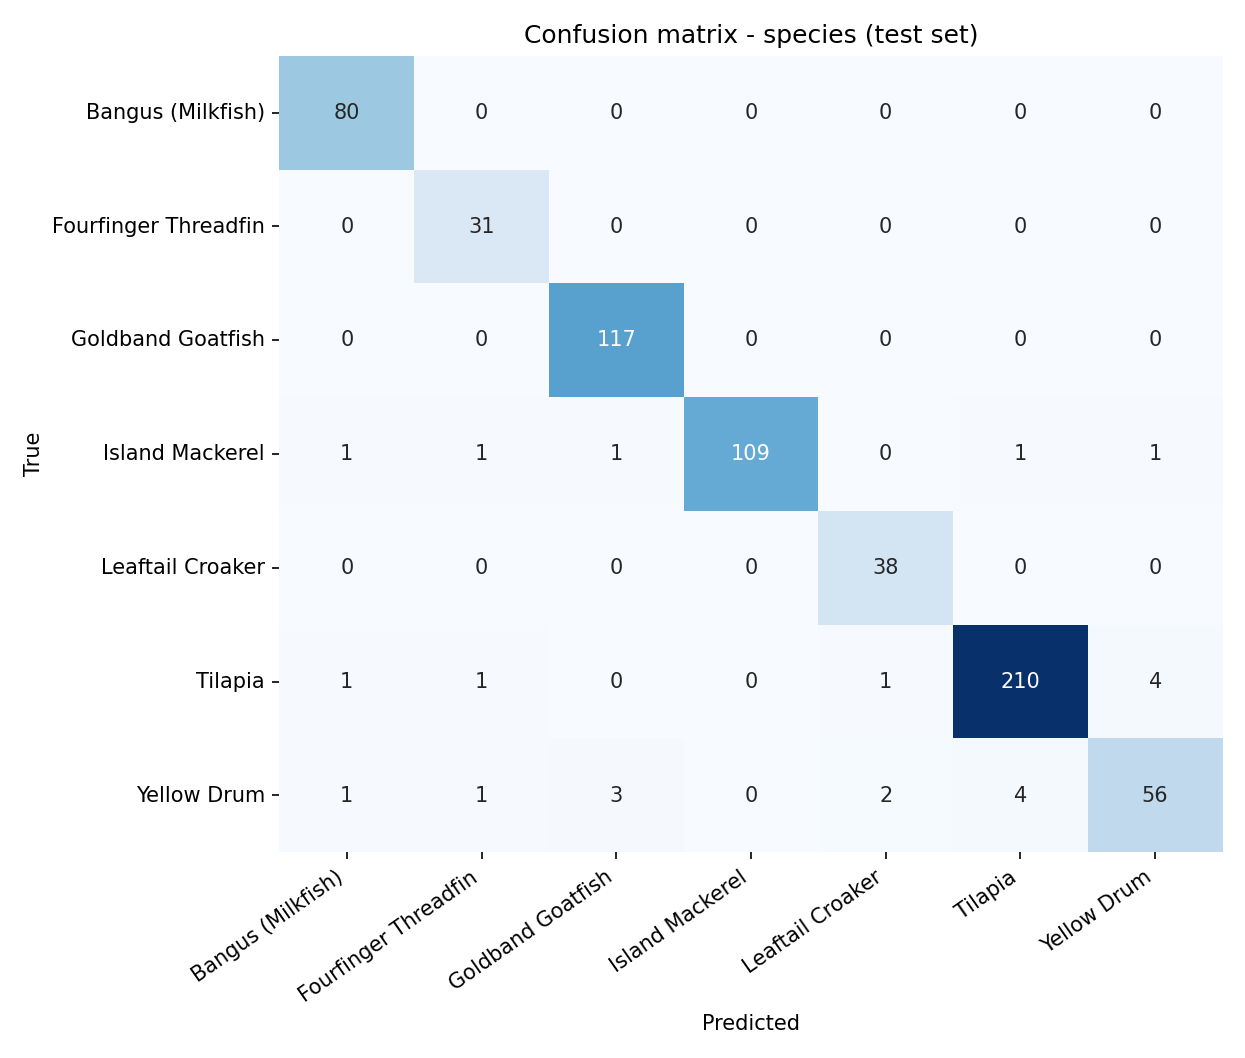 Confusion matrix - species (test set)
True
Bangus (Milkfish) 80 0 0 0 0 0 0
Fourfinger Threadfin 0 31 0 0 0 0 0
Goldband Goatfish 0 0 117 0 0 0 0
Island Mackerel 1 1 1 109 0 1 1
Leaftail Croaker 0 0 0 0 38 0 0
Tilapia 1 1 0 0 1 210 4
Yellow Drum 1 1 3 0 2 4 56
Bangus (Milkfish)
Fourfinger Threadfin
Goldband Goatfish
Island Mackerel
Leaftail Croaker
Tilapia
Yellow Drum
Predicted